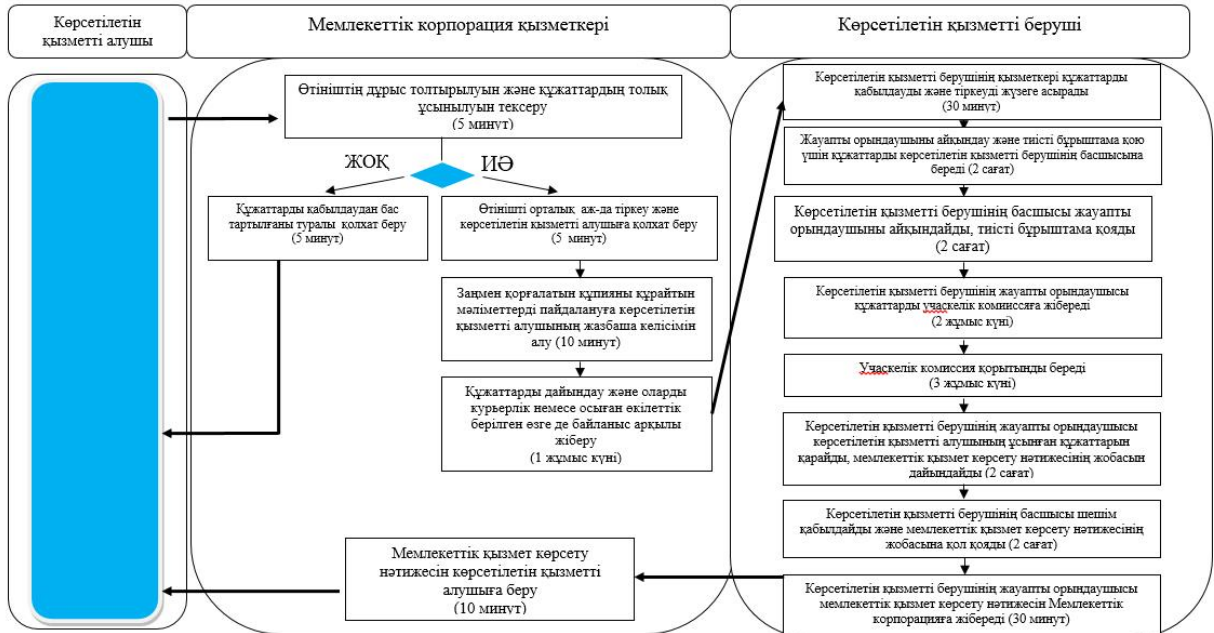 Көрсетілетін
қызметті алушы
Мемлекеттік корпорация қызметкері
Көрсетілетін қызметті беруші
Өтініштің дұрыс толтырылуын және құжаттардың толық
ұсынылуын тексеру
(5 минут)
ЖОҚ
ИӘ
Құжаттарды қабылдаудан бас
тартылғаны туралы қолхат беру
(5 минут)
Өтінішті орталық аж-да тіркеу және
көрсетілетін қызметті алушыға қолхат беру
(5 минут)
Заңмен қорғалатын құпияны құрайтын
мәліметтерді пайдалануға көрсетілетін
қызметті алушының жазбаша келісімін
алу (10 минут)
Құжаттарды дайындау және оларды
курьерлік немесе осыған өкілеттік
берілген өзге де байланыс арқылы
жіберу
(1 жұмыс күні)
Мемлекеттік қызмет көрсету
нәтижесін көрсетілетін қызметті
алушыға беру
(10 минут)
Көрсетілетін қызметті берушінің қызметкері құжаттарды
қабылдауды және тіркеуді жүзеге асырады
(30 минут)
Жауапты орындаушыны айқындау және тиісті бұрыштама қою
үшін құжаттарды көрсетілетін қызметті берушінің басшысына
береді (2 сағат)
Көрсетілетін қызметті берушінің басшысы жауапты
орындаушыны айқындайды, тиісті бұрыштама қояды
(2 сағат)
Көрсетілетін қызметті берушінің жауапты орындаушысы
құжаттарды учаскелік комиссяға жібереді
(2 жұмыс күні)
Учаскелік комиссия қорытынды береді
(3 жұмыс күні)
Көрсетілетін қызметті берушінің жауапты орындаушысы
көрсетілетін қызметті алушының ұсынған құжаттарын
қарайды, мемлекеттік қызмет көрсету нәтижесінің жобасын
дайындайды (2 сағат)
Көрсетілетін қызметті берушінің басшысы шешім
қабылдайды және мемлекеттік қызмет көрсету нәтижесінің
жобасына қол қояды (2 сағат)
Көрсетілетін қызметті берушінің жауапты орындаушысы
мемлекеттік қызмет көрсету нәтижесін Мемлекеттік
корпорацияға жібереді (30 минут)